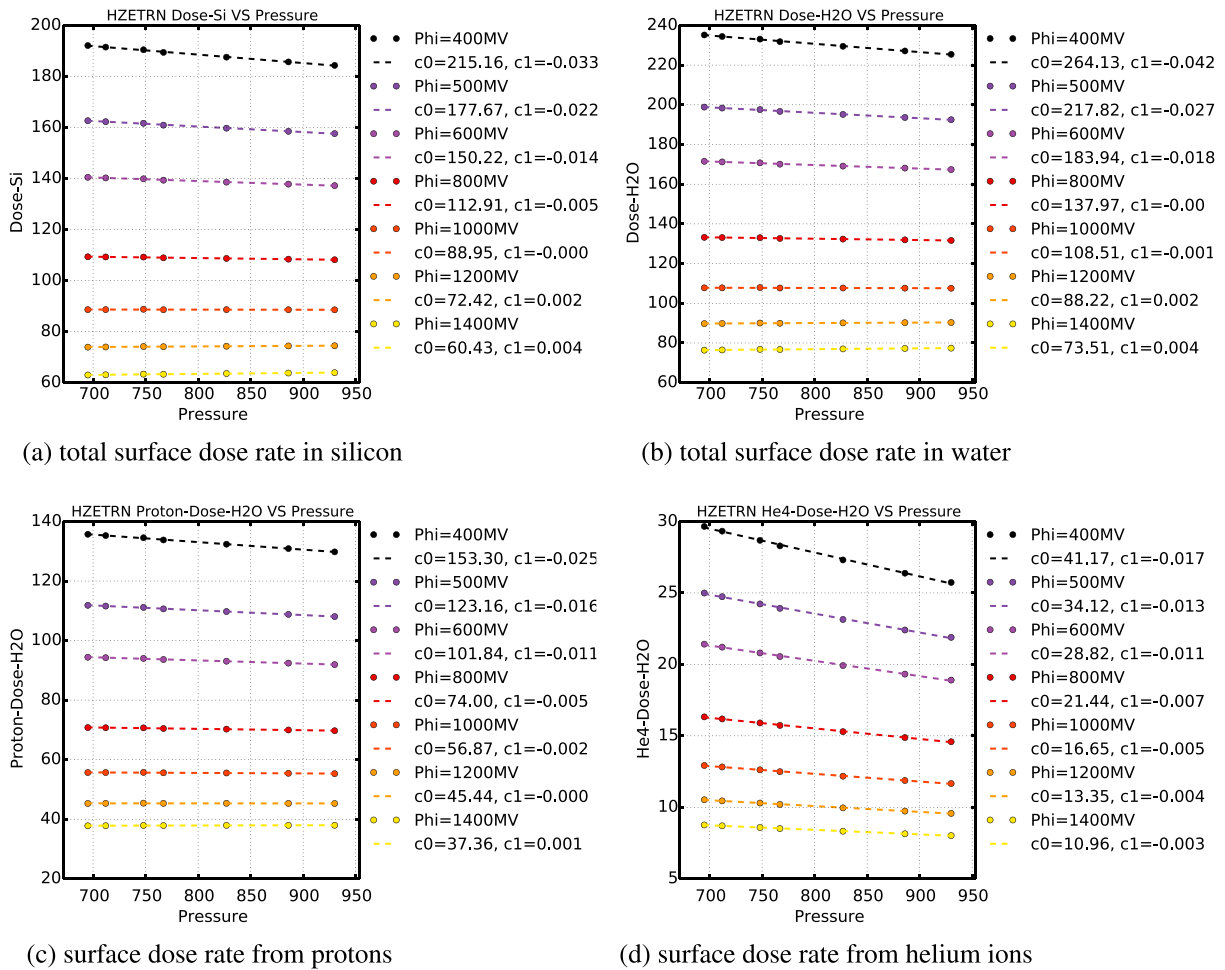 HZETRN Dose-Si VS Pressure
200
180
160
140
120
100
80
60
Dose-Si
700 750 800 850 900 950
Pressure
Phi=400MV
c0=215.16, c1=-0.033
Phi=500MV
c0=177.67, c1=-0.022
Phi=600MV
c0=150.22, c1=-0.014
Phi=800MV
c0=112.91, c1=-0.005
Phi=1000MV
c0=88.95, c1=-0.000
Phi=1200MV
c0=72.42, c1=0.002
Phi=1400MV
c0=60.43, c1=0.004
(a) total surface dose rate in silicon
HZETRN Dose-H2O VS Pressure
240
220
200
180
160
140
120
100
80
60
Dose-H2O
700 750 800 850 900 950
Pressure
Phi=400MV
c0=264.13, c1=-0.042
Phi=500MV
c0=217.82, c1=-0.027
Phi=600MV
c0=183.94, c1=-0.018
Phi=800MV
c0=137.97, c1=-0.00
Phi=1000MV
c0=108.51, c1=-0.001
Phi=1200MV
c0=88.22, c1=0.002
Phi=1400MV
c0=73.51, c1=0.004
(b) total surface dose rate in water
HZETRN Proton-Dose-H2O VS Pressure
140
120
100
80
60
40
20
Proton-Dose-H2O
700 750 800 850 900 950
Pressure
Phi=400MV
c0=153.30, c1=-0.025
Phi=500MV
c0=123.16, c1=-0.016
Phi=600MV
c0=101.84, c1=-0.011
Phi=800MV
c0=74.00, c1=-0.005
Phi=1000MV
c0=56.87, c1=-0.002
Phi=1200MV
c0=45.44, c1=-0.000
Phi=1400MV
c0=37.36, c1=0.001
(c) surface dose rate from protons
HZETRN He4-Dose-H2O VS Pressure
30
25
20
15
10
5
He4-Dose-H2O
700 750 800 850 900 950
Pressure
Phi=400MV
c0=41.17, c1=-0.017
Phi=500MV
c0=34.12, c1=-0.013
Phi=600MV
c0=28.82, c1=-0.011
Phi=800MV
c0=21.44, c1=-0.007
Phi=1000MV
c0=16.65, c1=-0.005
Phi=1200MV
c0=13.35, c1=-0.004
Phi=1400MV
c0=10.96, c1=-0.003
(d) surface dose rate from helium ions